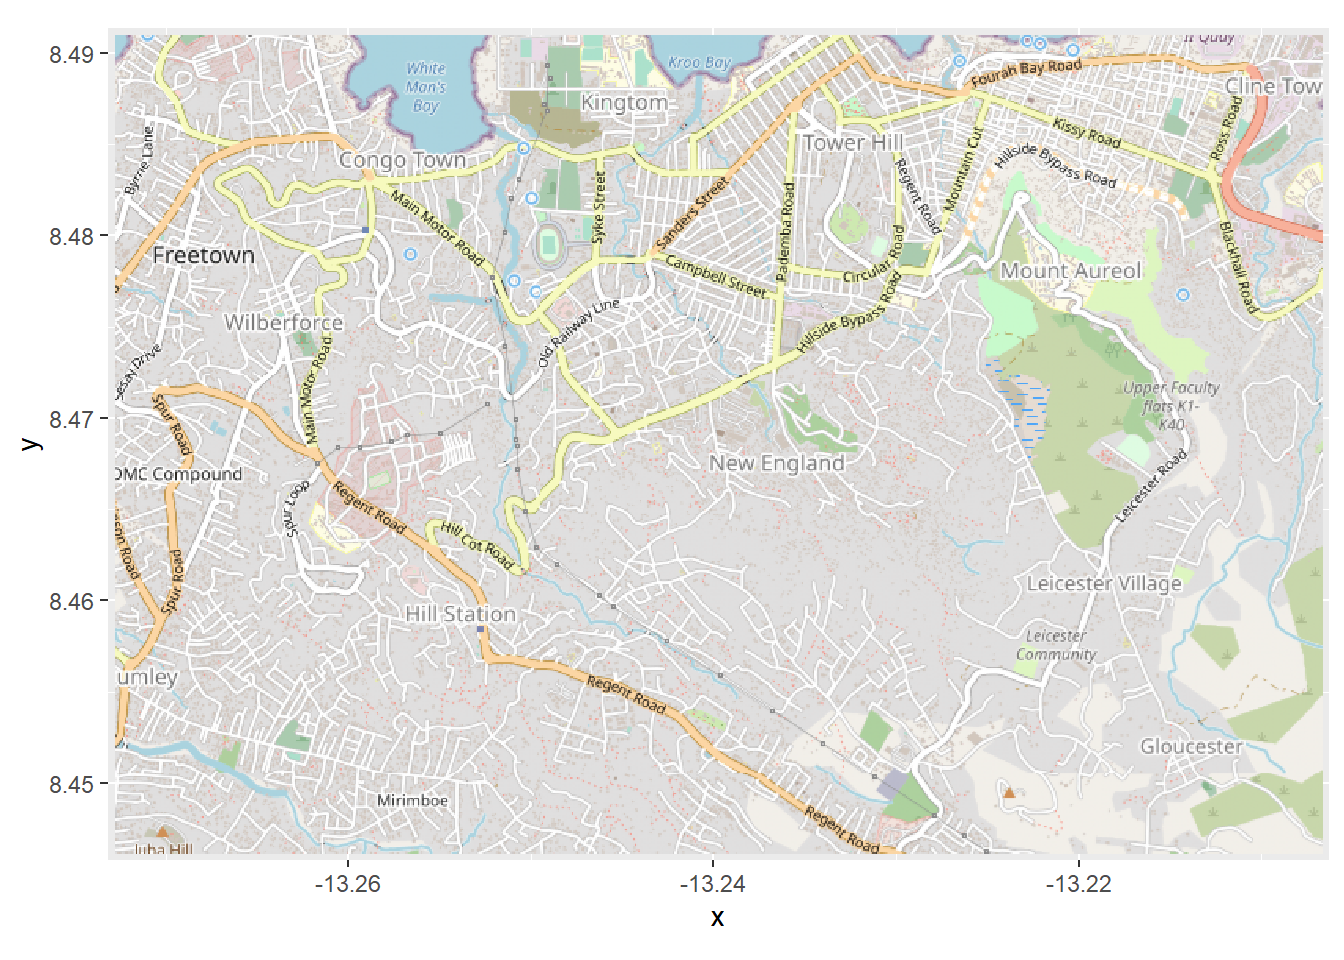 8.49
8.48
8.47
8.46
8.45
-13.26
-13.24
-13.22
x
y
White
Man's
Bay
Kroo Bay
Kingtom
Fourah Bay Road
Cline Tow
Kissy Road
Ross Road
Tower Hill
Byrne Lane
Congo Town
Hillside Bypass Road
Mountain Cut
Regent Road
Main Motor Road
Syke Street
Sanders Street
Pademba Road
Circular Road
Blackhall Road
Freetown
Campbell Street
Mount Aureol
Wilberforce
Old Railway Line
Hillside Bypass Road
Main Moto
Road
Drive
Upper Faculty
flats K1-
K40
Spur Road
New England
OMC Compound
Spur Loop
Regent Road
Leicester Road
Hill Cot Road
son Road
Spur Road
Leicester Village
Hill Station
Leicester
Community
umley
Regent Road
Gloucester
Mirimboe
Regent Road
Juba Hill